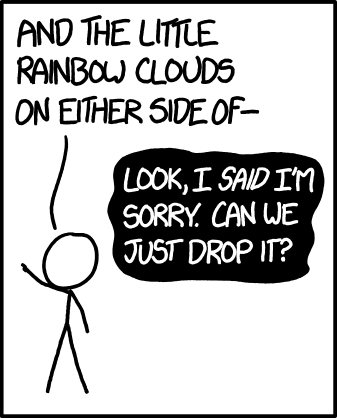 AND THE LITTLE
RAINBOW CLOUDS
ON EITHER SIDE OF—
LOOK, I SAID I'M
SORRY. CAN WE
JUST DROP IT?